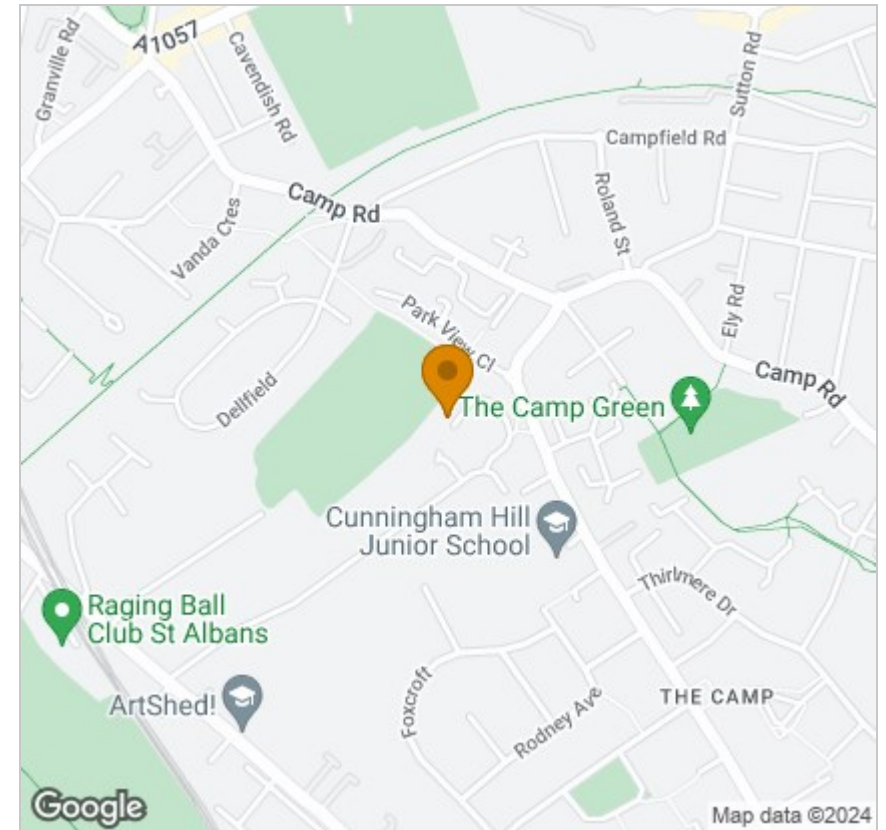 A1057
Granville Rd
Cavendish Rd
Sutton Rd
Campfield Rd
Camp Rd
Roland St
Vanda Cres
Ely Rd
Park View Cl
Camp Rd
Dellfield
The Camp Green
Cunningham Hill
Junior School
Thirlmere Dr
Raging Ball
Club St Albans
ArtShed!
Foxcroft
THE CAMP
Rodney Ave
Google
Map data ©2024